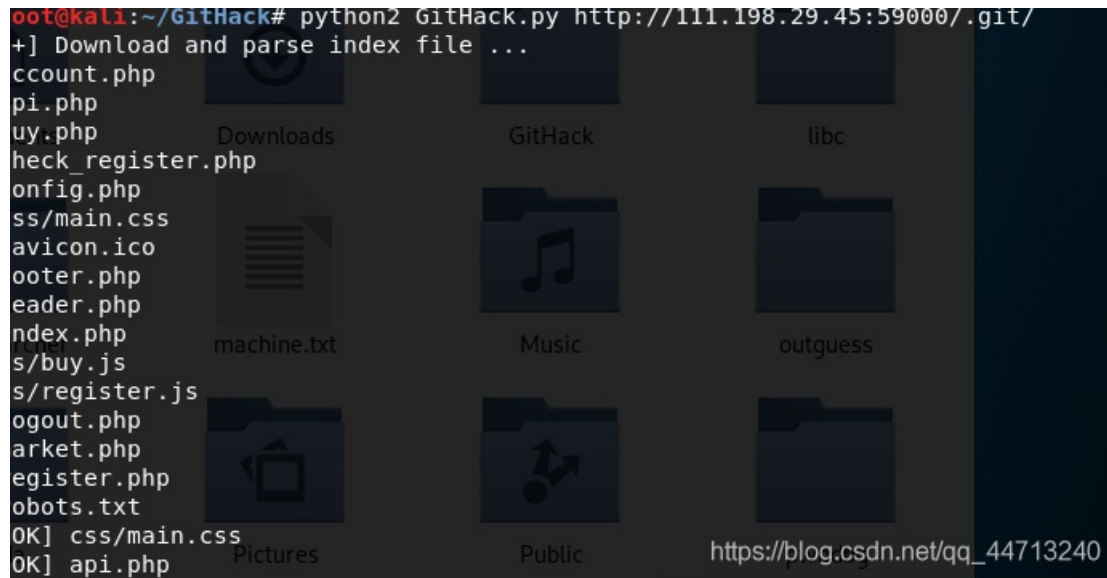 oot@kali:~/GitHack# python2 GitHack.py http://111.198.29.45:59000/.git/
+] Download and parse index file ...
ccount.php
pi.php
uy.php
heck_register.php
onfig.php
ss/main.css
avicon.ico
ooter.php
eader.php
ndex.php
s/buy.js
s/register.js
ogout.php
arket.php
egister.php
obots.txt
OK] css/main.css
OK] api.php
Downloads
GitHack
libc
machine.txt
Music
outguess
Pictures
Public
https://blog.csdn.net/qq_44713240